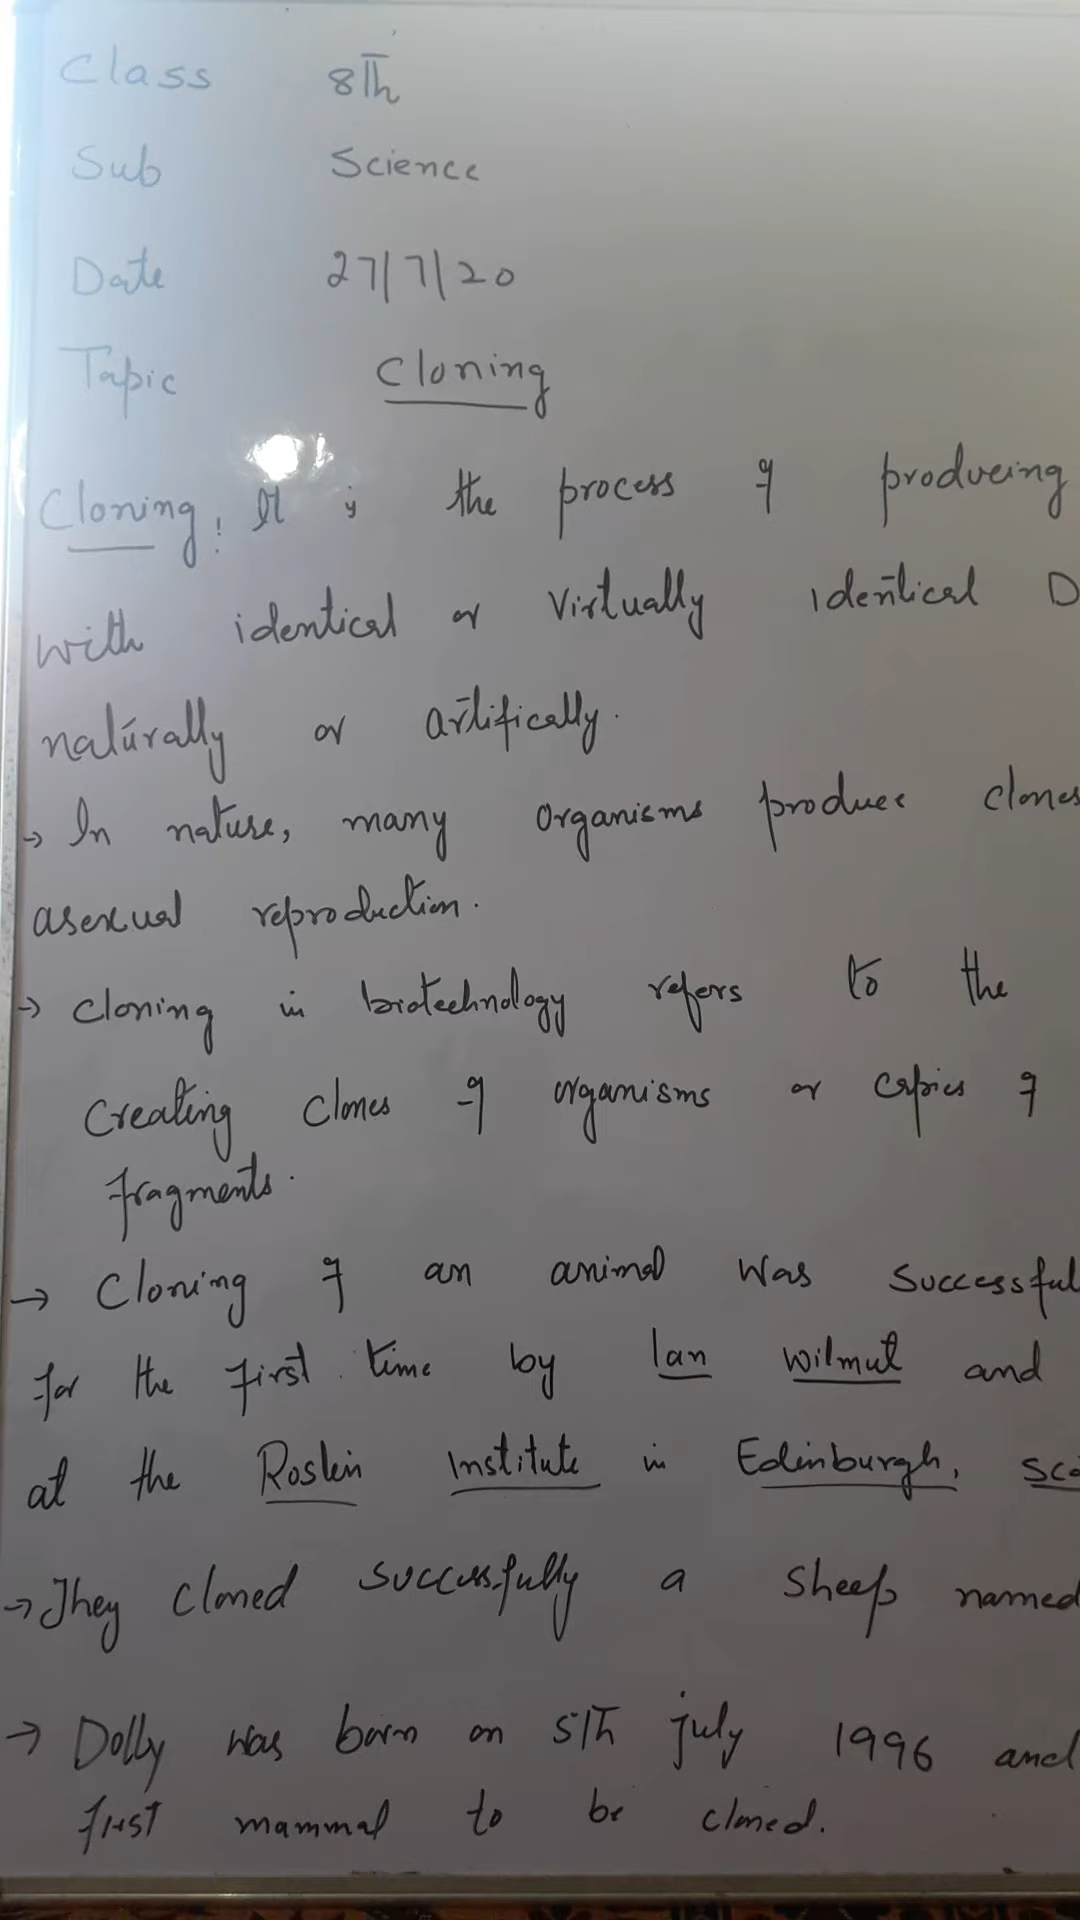 Class 8Th
Sub Science
Date 27/7/20
Topic Cloning
Cloning: It is the process of producing
with identical or Virtually identical D
naturally or artifically.
→ In nature, many Organisms produce clones
asexual reproduction.
→ Cloning in biotechnology refers to the
Creating Clones of organisms or copies of
fragments.
→ Cloning of an animal was Successful
for the first time by Ian Wilmut and
at the Roslin Institute in Edinburgh, Sco
→ They cloned successfully a Sheep named
→ Dolly was born on 5Th july 1996 and
first mammal to be cloned.